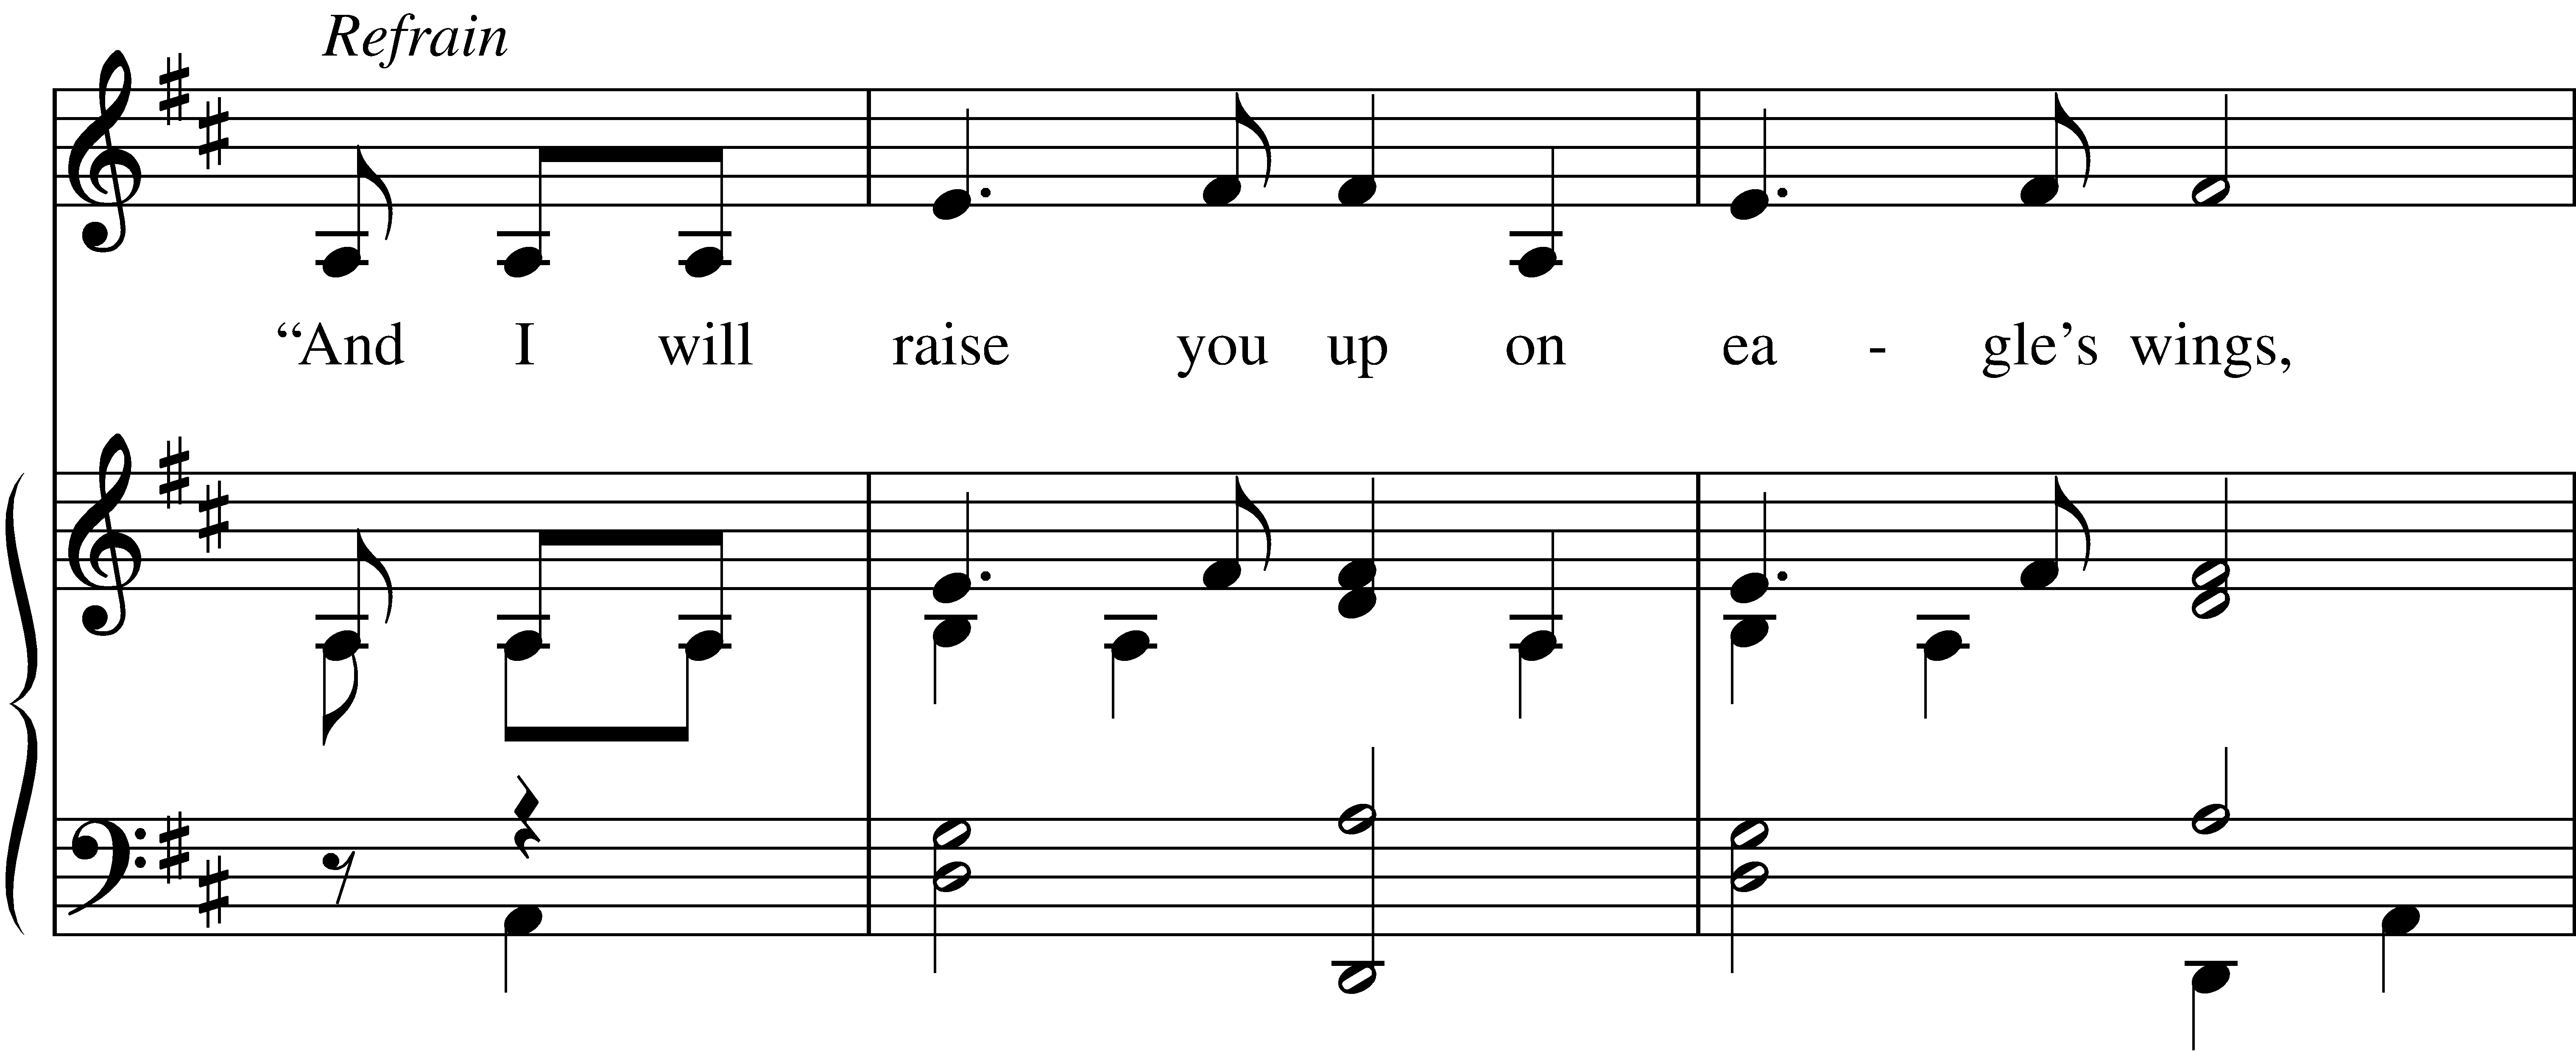 Refrain
“And I will raise you up on ea - gle’s wings,